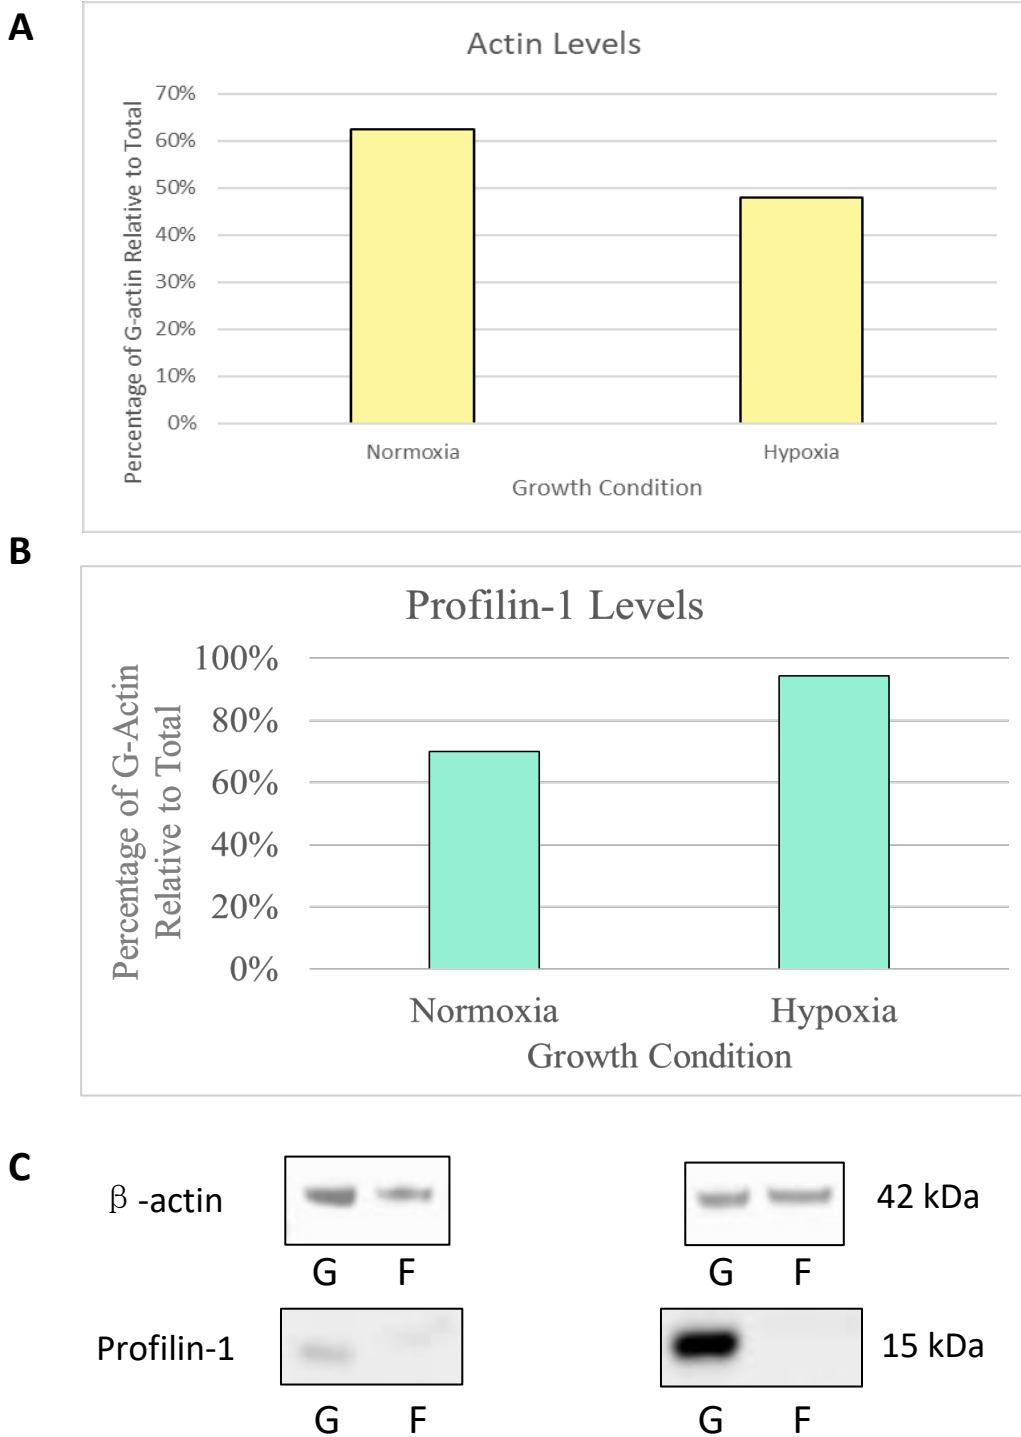 A
Actin Levels
Percentage of G-actin Relative to Total
70%
60%
50%
40%
30%
20%
10%
0%
Normoxia Hypoxia
Growth Condition
B
Profilin-1 Levels
Percentage of G-Actin
Relative to Total
100%
80%
60%
40%
20%
0%
Normoxia Hypoxia
Growth Condition
C
β-actin 42 kDa
G F G F
Profilin-1 15 kDa
G F G F